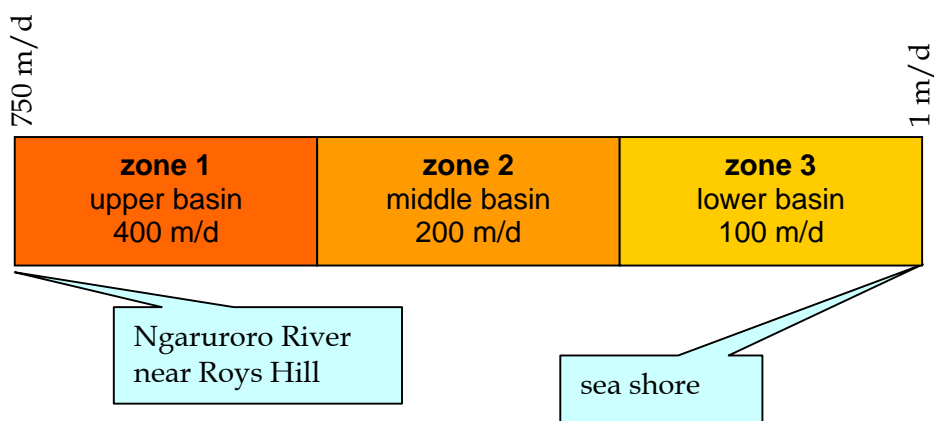 750 m/d
1 m/d
zone 1
upper basin
400 m/d
zone 2
middle basin
200 m/d
zone 3
lower basin
100 m/d
Ngaruroro River
near Roys Hill
sea shore